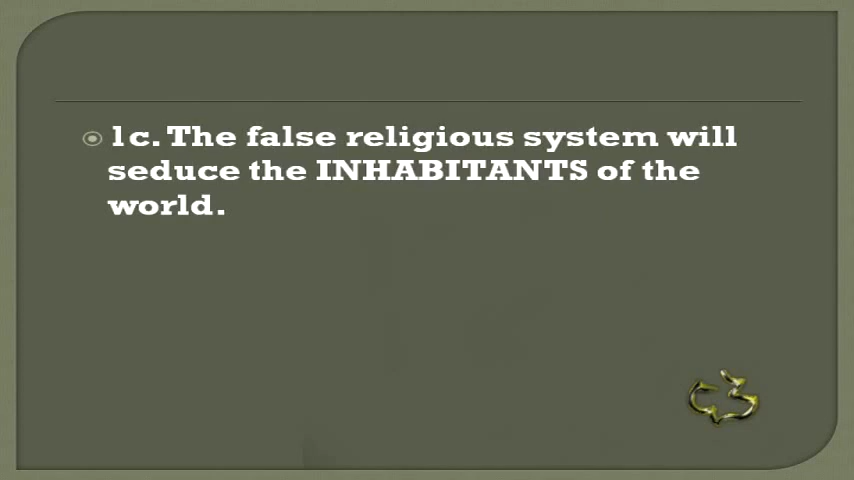 1c. The false religious system will
seduce the INHABITANTS of the
world.